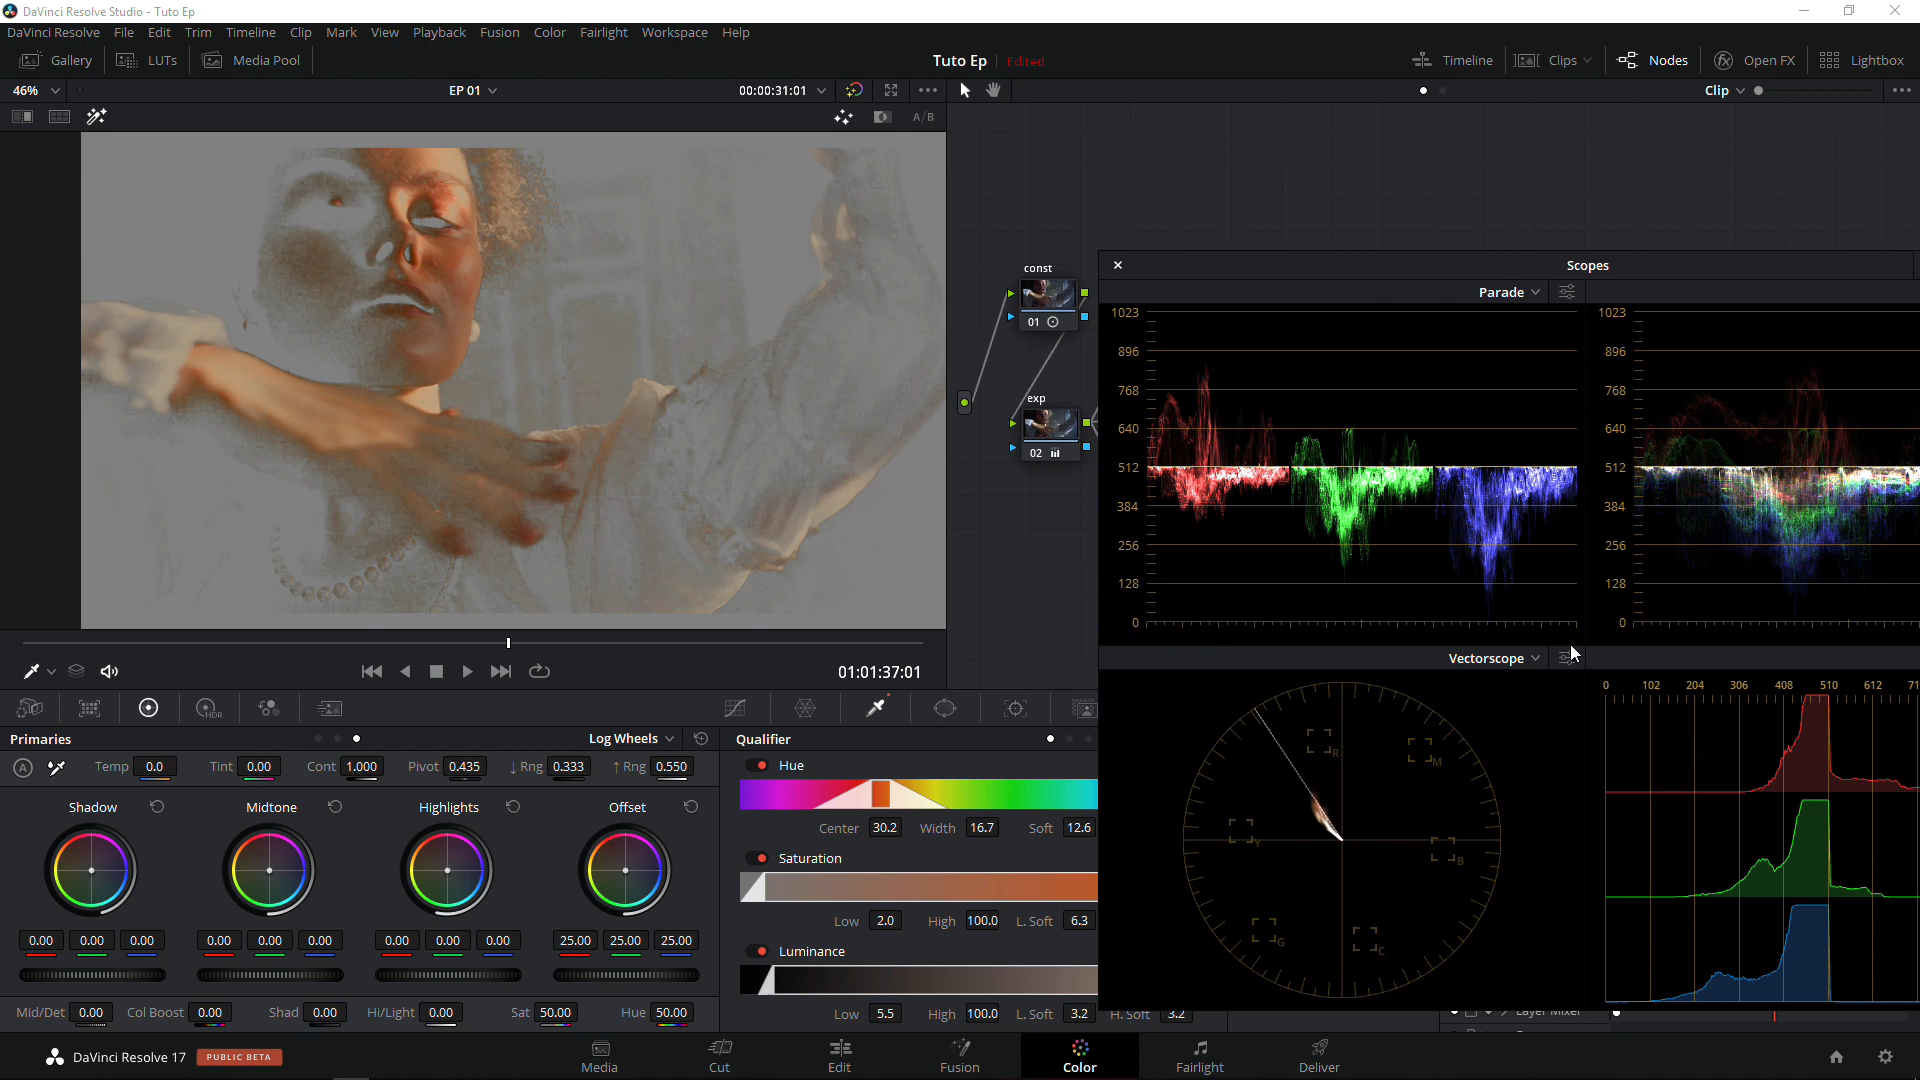 DaVinci Resolve Studio - Tuto Ep
DaVinci Resolve File Edit Trim Timeline Clip Mark View Playback Fusion Color Fairlight Workspace Help
Gallery LUTs Media Pool Tuto Ep Edited Timeline Clips Nodes Open FX Lightbox
46% EP 01 00:00:31:01 Clip
A/B
const
01
exp
02
Scopes
Parade
1023 1023
896 896
768 768
640 640
512 512
384 384
256 256
128 128
0 0
Vectorscope
0 102 204 306 408 510 612 71
R M
Y B
G C
01:01:37:01
HDR
Primaries Log Wheels Qualifier
A Temp 0.0 Tint 0.00 Cont 1.000 Pivot 0.435 ↓ Rng 0.333 ↑ Rng 0.550
Shadow Midtone Highlights Offset
0.00 0.00 0.00 0.00 0.00 0.00 0.00 0.00 0.00 25.00 25.00 25.00
Mid/Det 0.00 Col Boost 0.00 Shad 0.00 Hi/Light 0.00 Sat 50.00 Hue 50.00
Hue
Center 30.2 Width 16.7 Soft 12.6
Saturation
Low 2.0 High 100.0 L. Soft 6.3
Luminance
Low 5.5 High 100.0 L. Soft 3.2 H. Soft 3.2
Layer Mixer
DaVinci Resolve 17 PUBLIC BETA
Media Cut Edit Fusion Color Fairlight Deliver